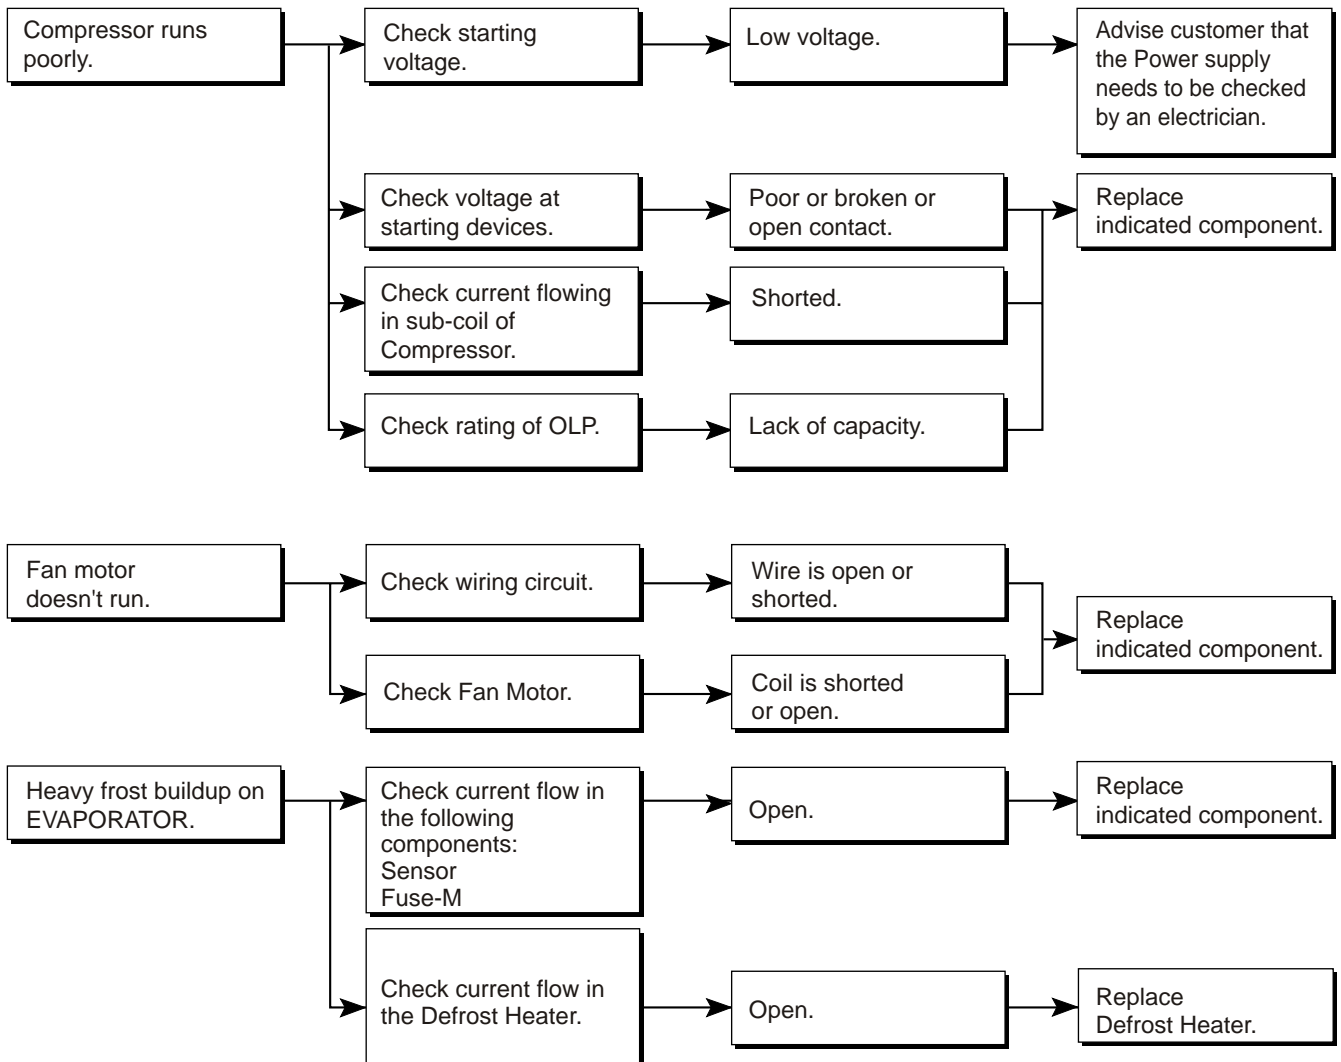 Compressor runs
poorly.
Check starting
voltage.
Low voltage.
Advise customer that
the Power supply
needs to be checked
by an electrician.
Check voltage at
starting devices.
Poor or broken or
open contact.
Replace
indicated component.
Check current flowing
in sub-coil of
Compressor.
Shorted.
Check rating of OLP.
Lack of capacity.
Fan motor
doesn't run.
Check wiring circuit.
Wire is open or
shorted.
Replace
indicated component.
Check Fan Motor.
Coil is shorted
or open.
Heavy frost buildup on
EVAPORATOR.
Check current flow in
the following
components:
Sensor
Fuse-M
Open.
Replace
indicated component.
Check current flow in
the Defrost Heater.
Open.
Replace
Defrost Heater.